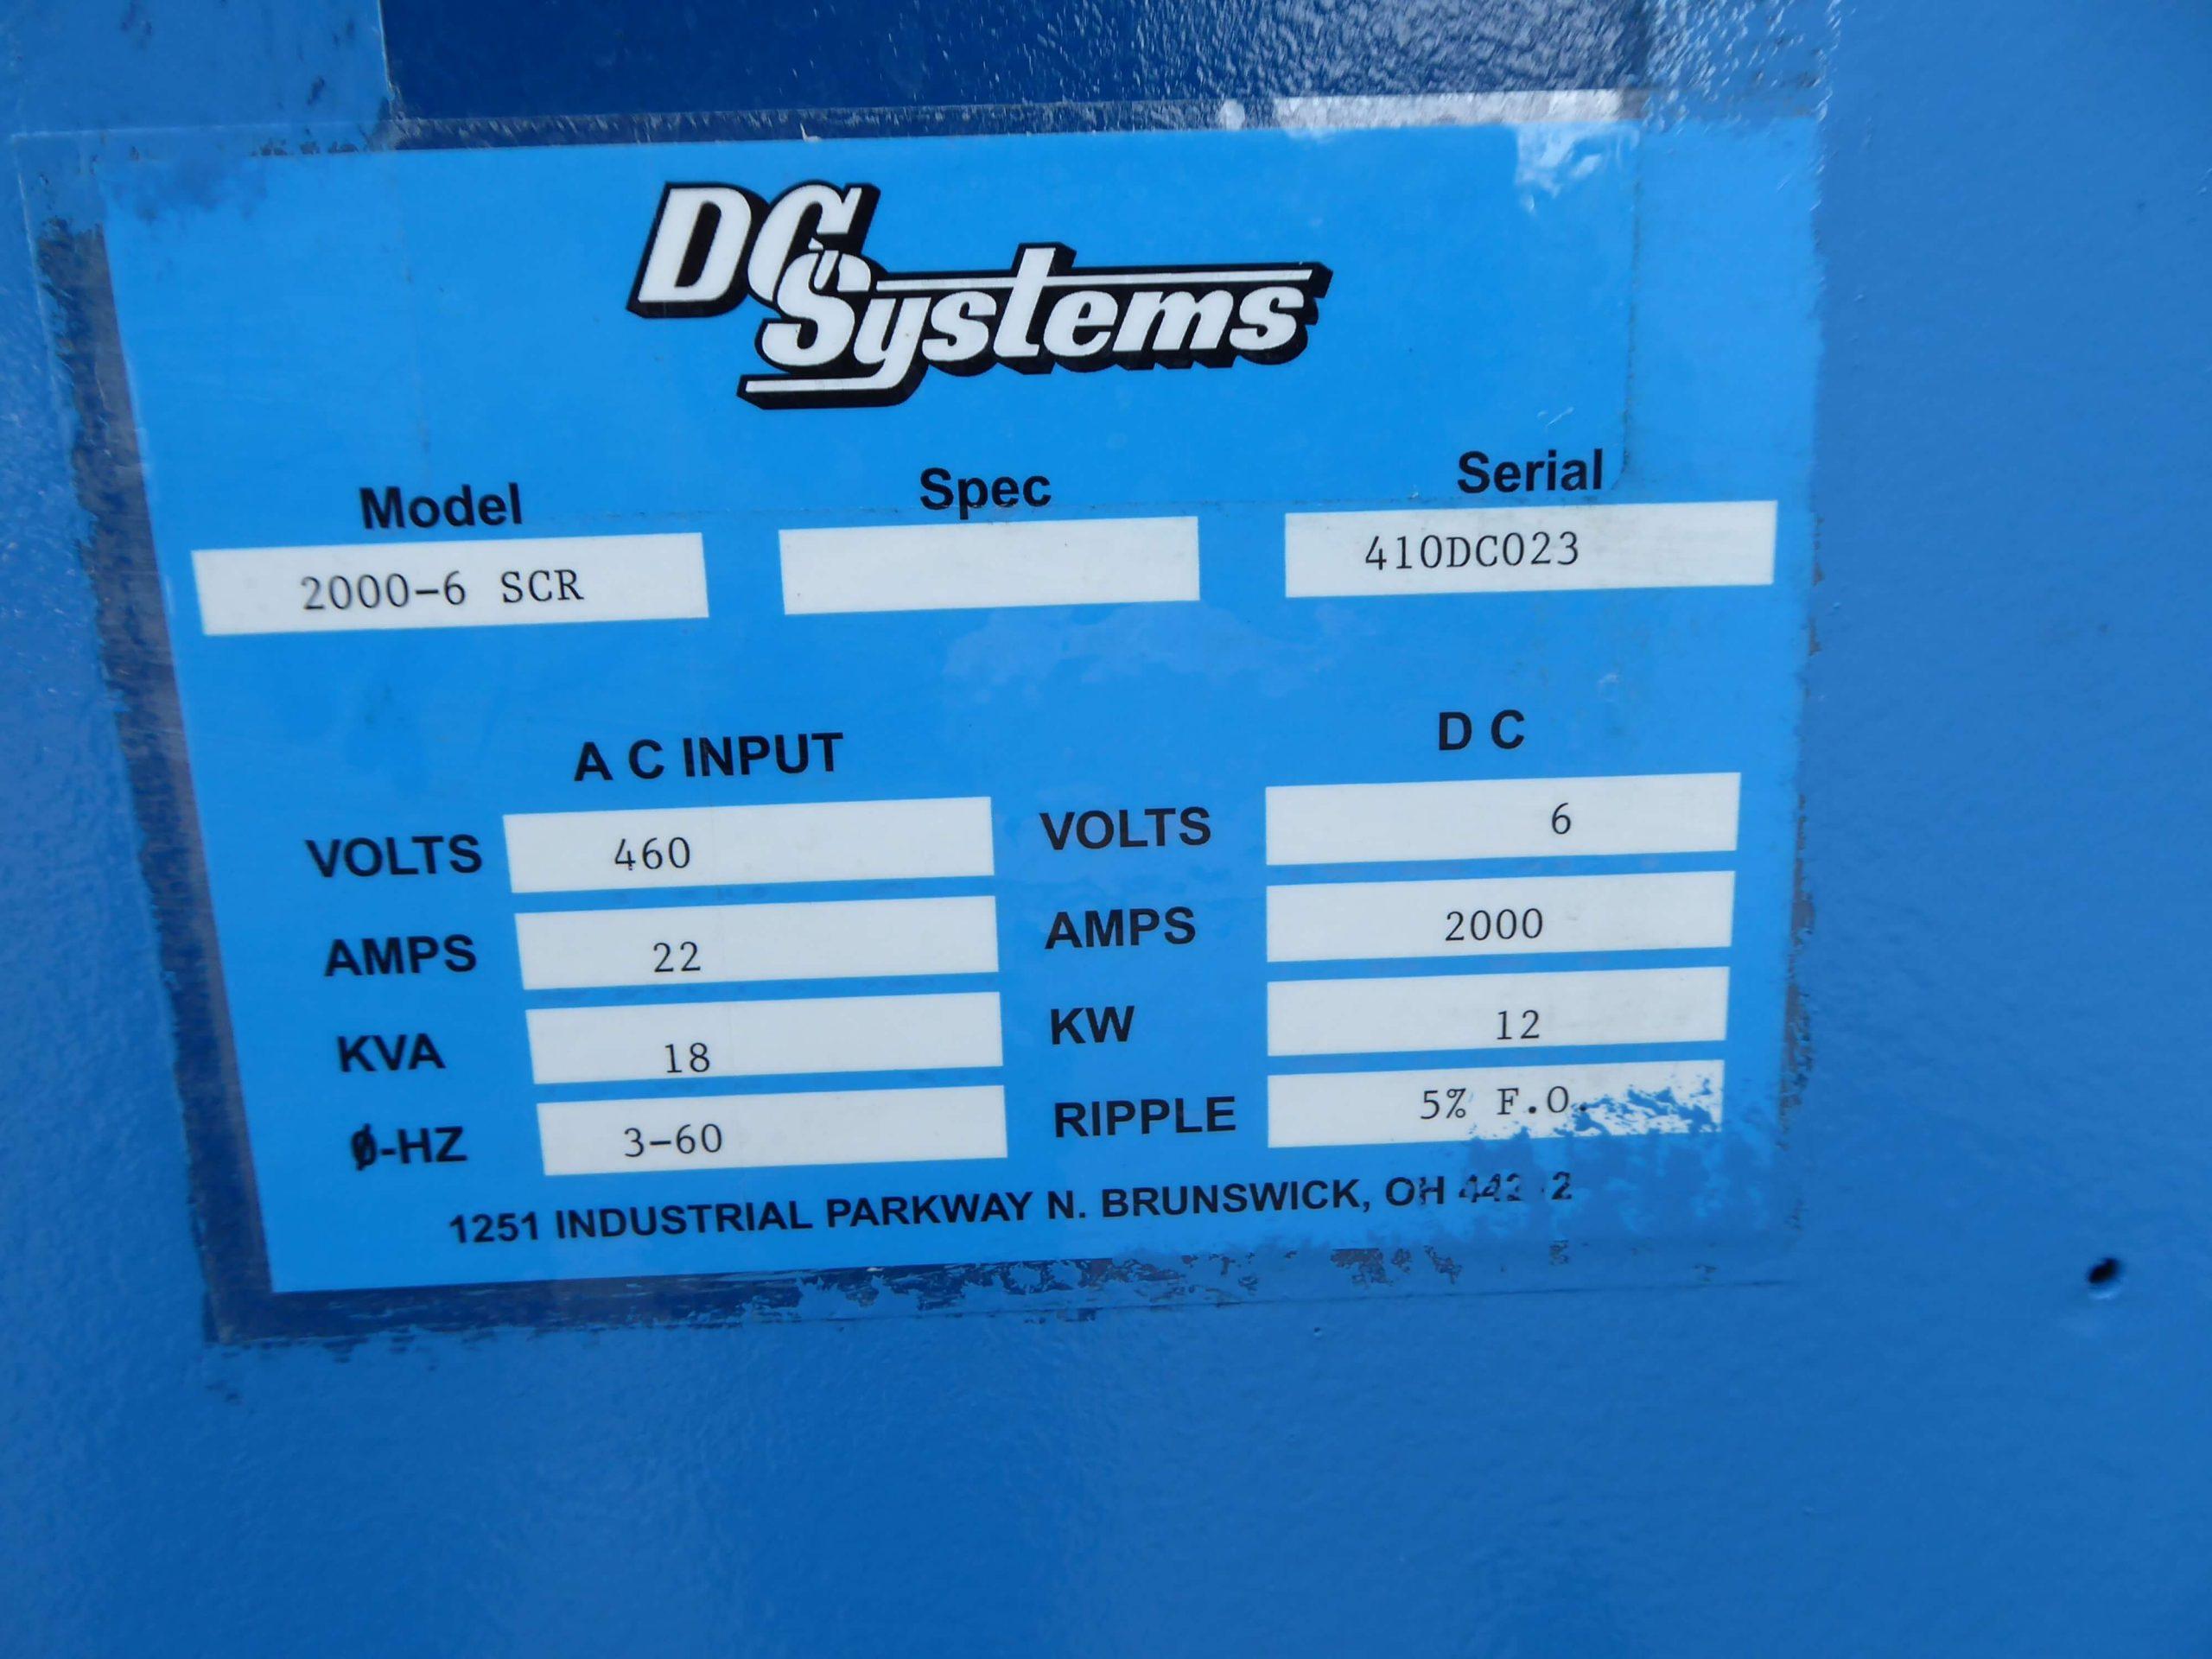 DC Systems
Model Spec Serial
2000-6 SCR 410DC023
A C INPUT D C
VOLTS 460 VOLTS 6
AMPS 22 AMPS 2000
KVA 18 KW 12
Ø-HZ 3-60 RIPPLE 5% F.O.
1251 INDUSTRIAL PARKWAY N. BRUNSWICK, OH